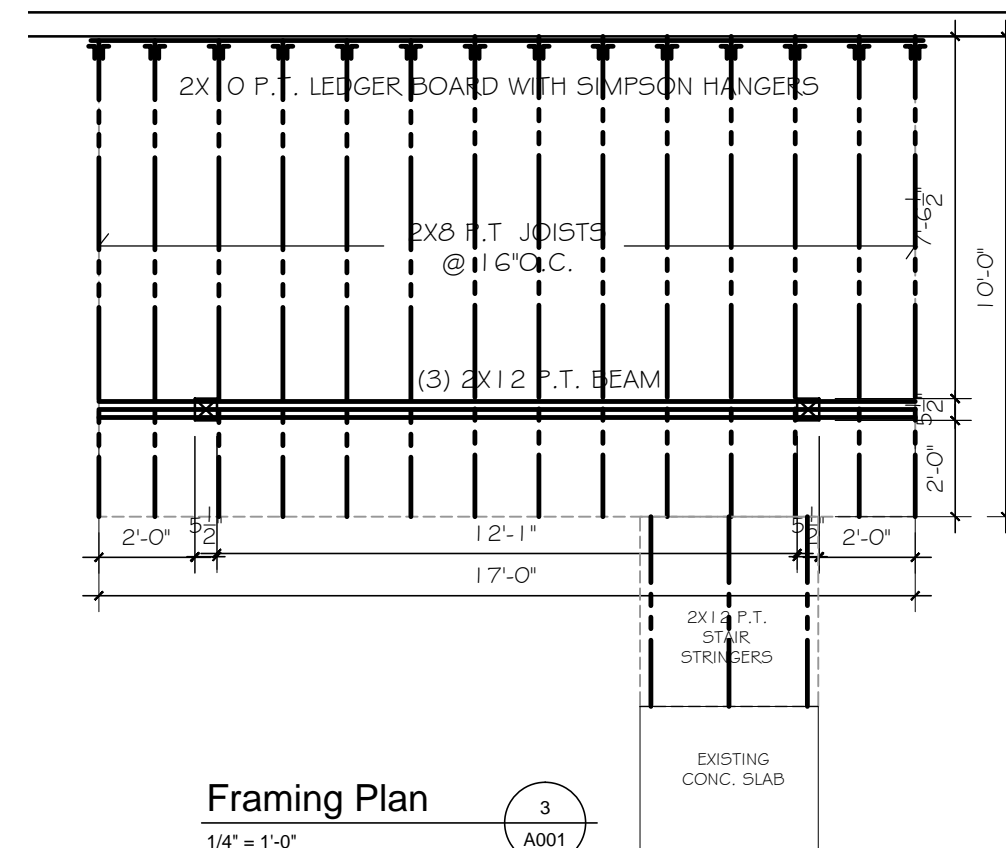 2X10 P.T. LEDGER BOARD WITH SIMPSON HANGERS
7'-6 1/2"
2X8 P.T JOISTS
@ 16"O.C.
10'-0"
(3) 2X12 P.T. BEAM
5 1/2"
2'-0"
2'-0"
5 1/2"
12'-1"
5 1/2"
2'-0"
17'-0"
2X12 P.T.
STAIR
STRINGERS
EXISTING
CONC. SLAB
Framing Plan
3
1/4" = 1'-0"
A001